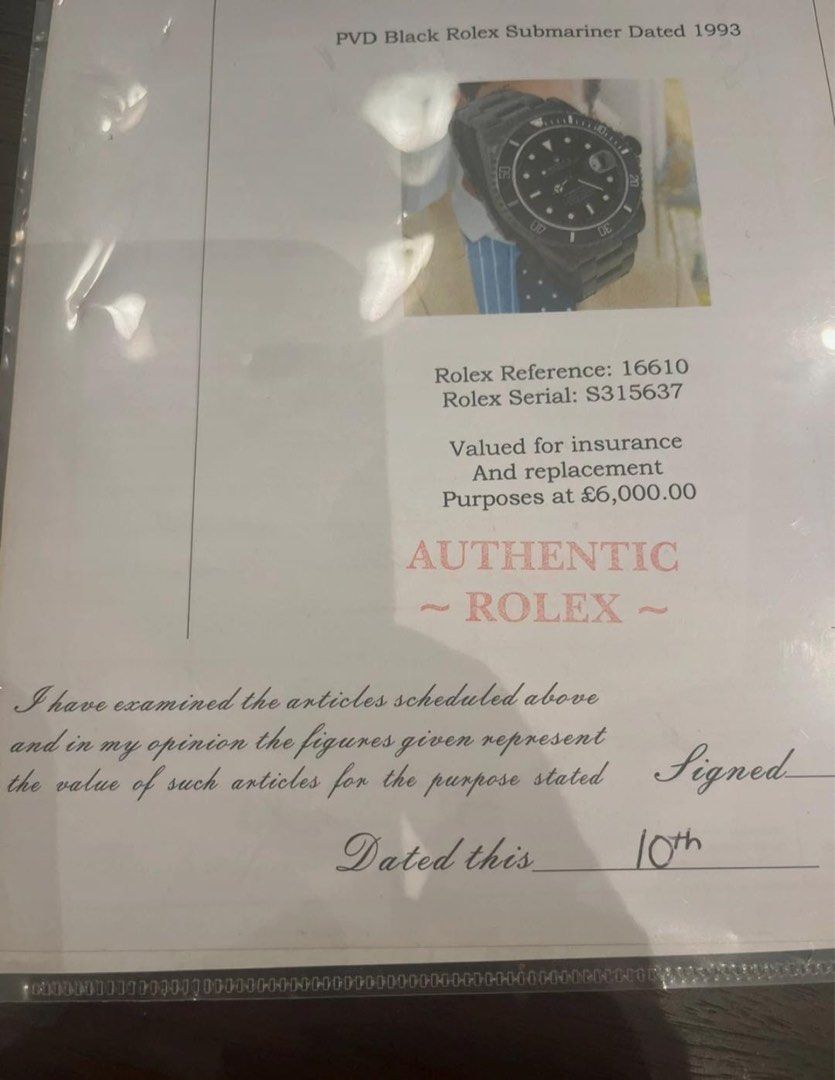 PVD Black Rolex Submariner Dated 1993
Rolex Reference: 16610
Rolex Serial: S315637
Valued for insurance
And replacement
Purposes at £6,000.00
AUTHENTIC
~ ROLEX ~
I have examined the articles scheduled above
and in my opinion the figures given represent
the value of such articles for the purpose stated
Signed
Dated this 10th